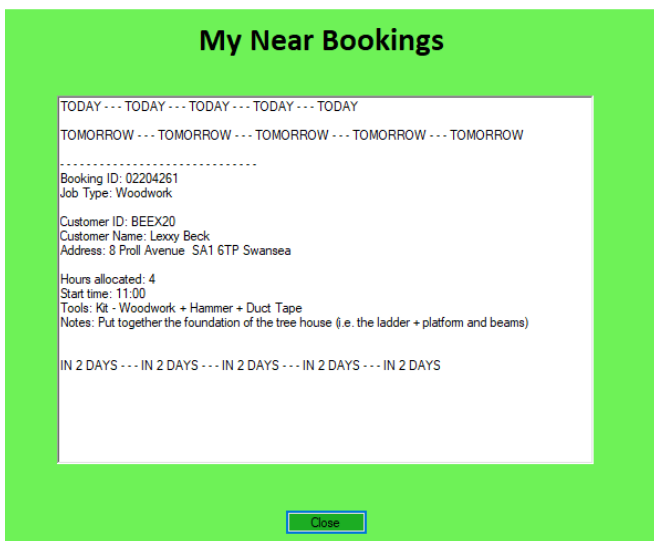 My Near Bookings
TODAY - - - TODAY - - - TODAY - - - TODAY - - - TODAY
TOMORROW - - - TOMORROW - - - TOMORROW - - - TOMORROW - - - TOMORROW
- - - - - - - - - - - - - - - - - - - - - - - - - - - - - -
Booking ID: 02204261
Job Type: Woodwork
Customer ID: BEEX20
Customer Name: Lexxy Beck
Address: 8 Proll Avenue  SA1 6TP Swansea
Hours allocated: 4
Start time: 11:00
Tools: Kit - Woodwork + Hammer + Duct Tape
Notes: Put together the foundation of the tree house (i.e. the ladder + platform and beams)
IN 2 DAYS - - - IN 2 DAYS - - - IN 2 DAYS - - - IN 2 DAYS - - - IN 2 DAYS
Close